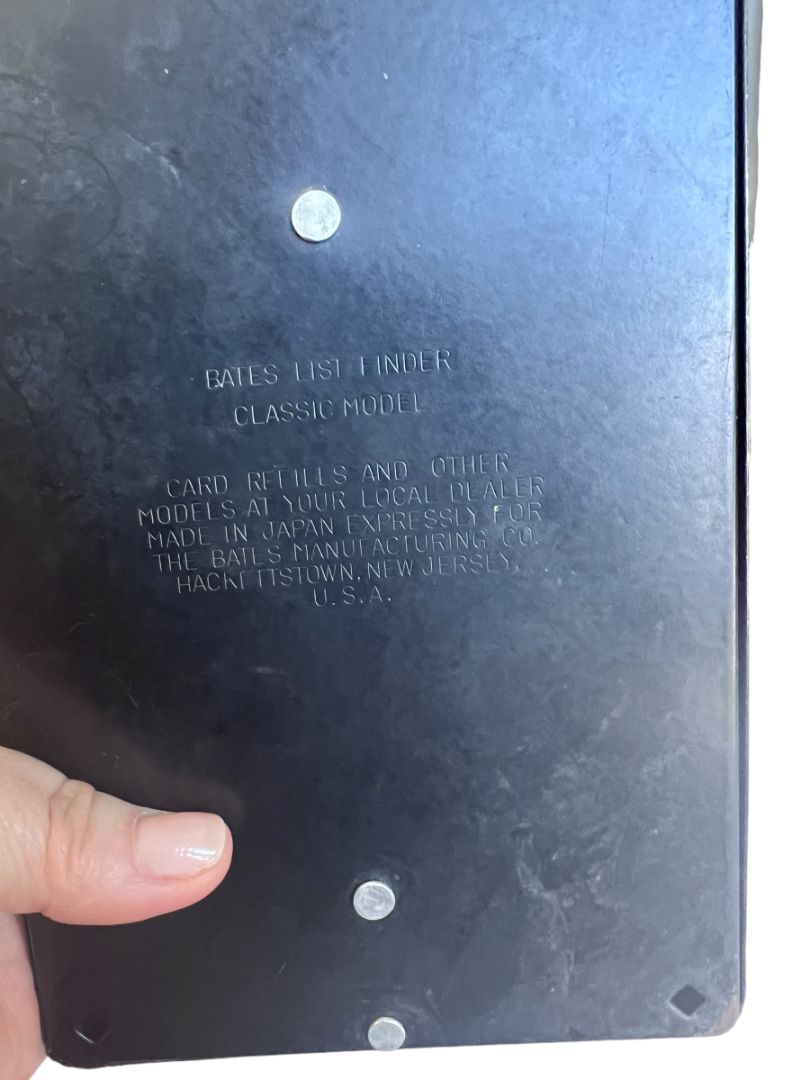 BATES LIST FINDER
CLASSIC MODEL
CARD REFILLS AND OTHER
MODELS AT YOUR LOCAL DEALER
MADE IN JAPAN EXPRESSLY FOR
THE BATES MANUFACTURING CO.
HACKETTSTOWN, NEW JERSEY,
U.S.A.